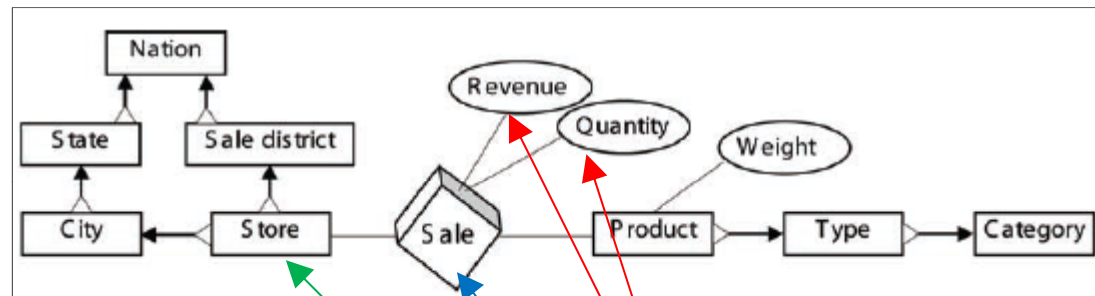 Nation
Revenue
Quantity
State
Sale district
Weight
City
Store
Sale
Product
Type
Category